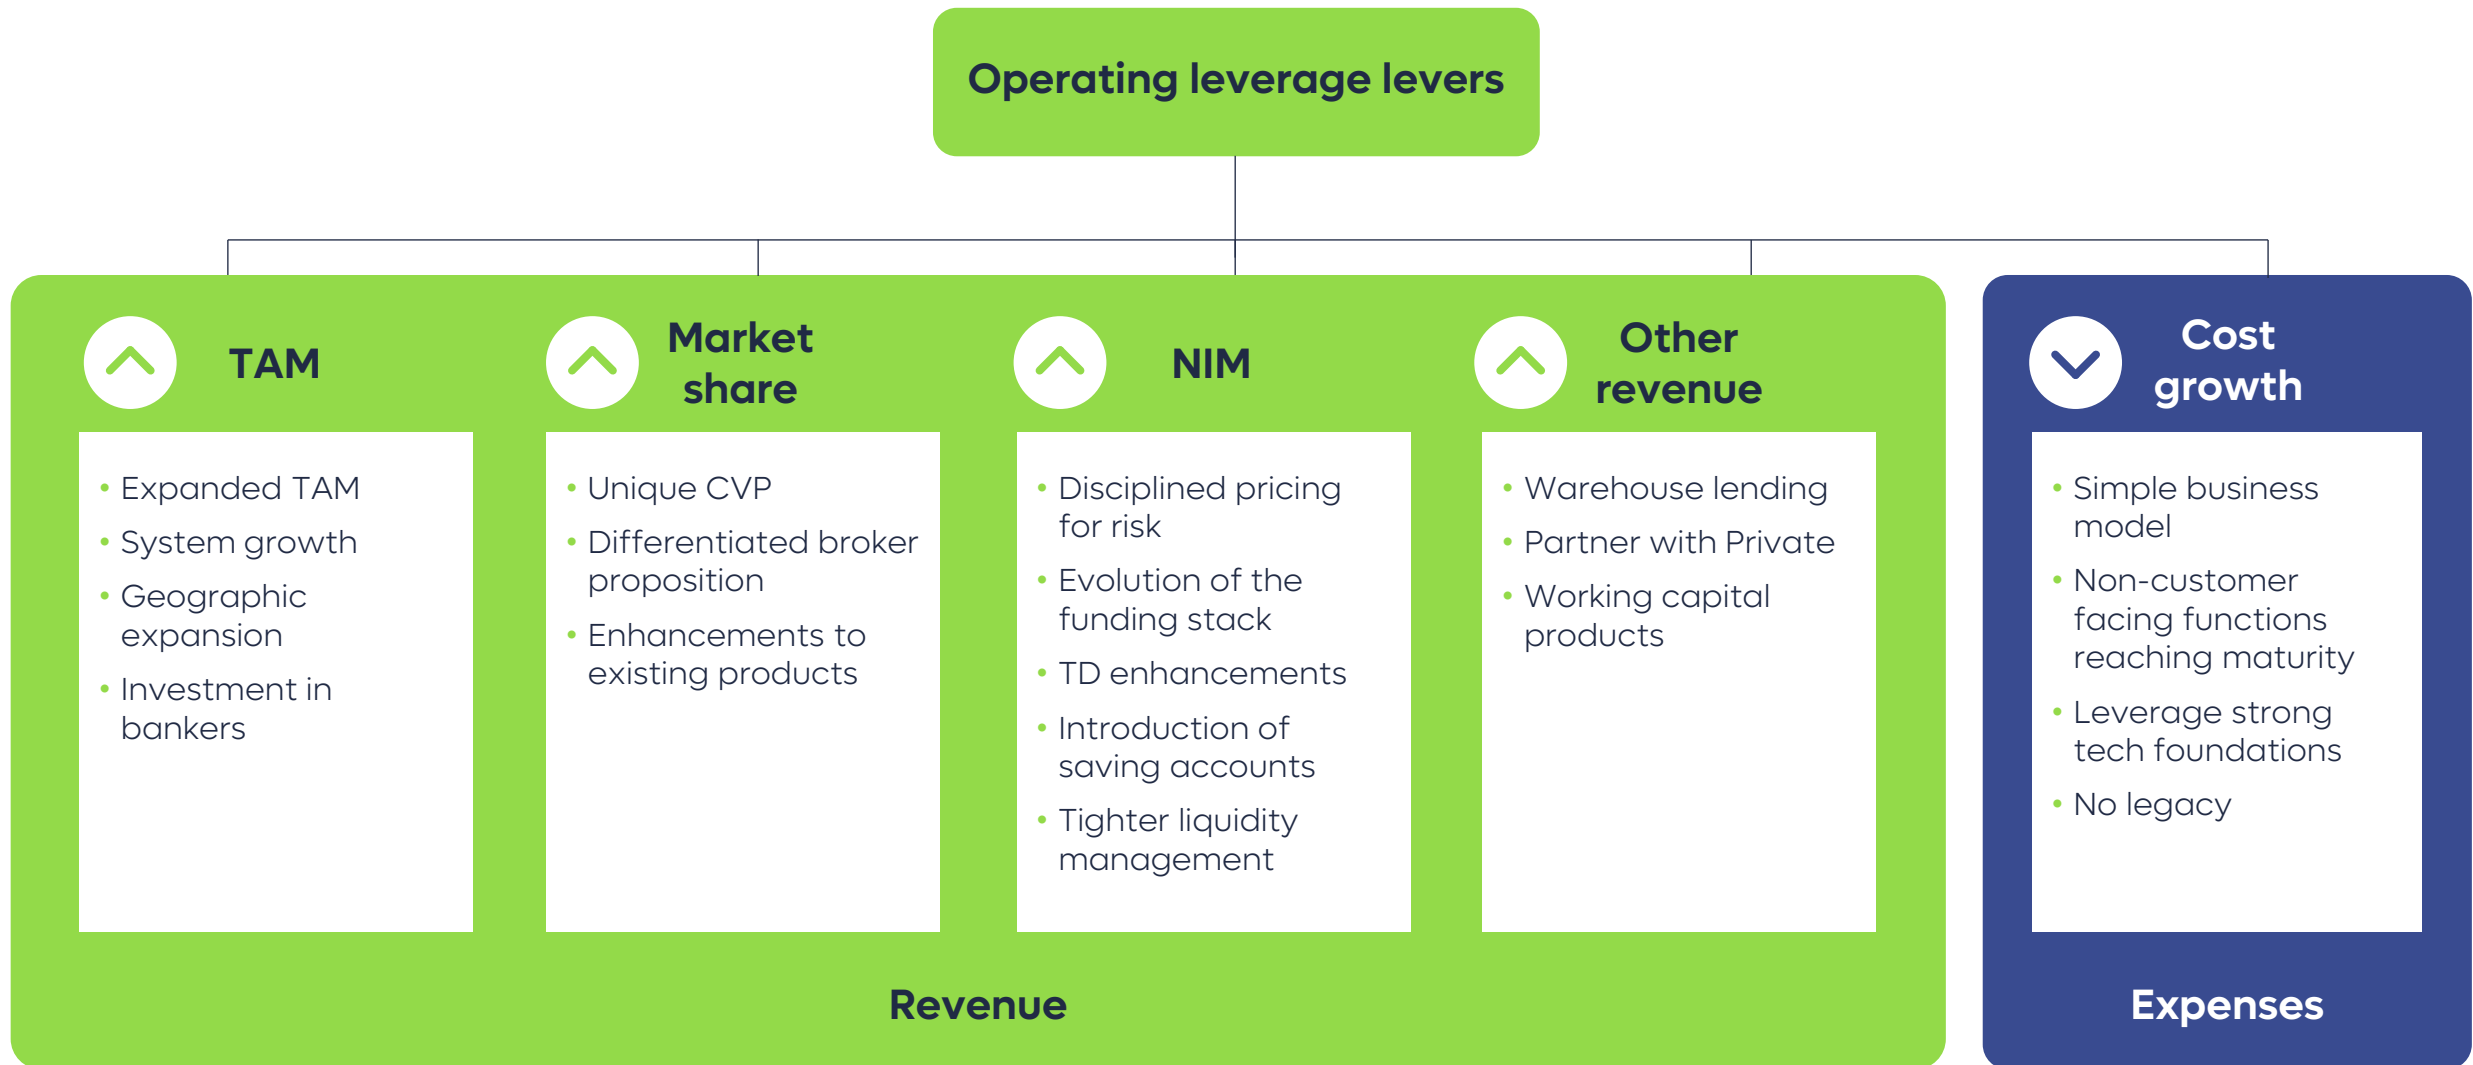 Operating leverage levers
TAM
• Expanded TAM
• System growth
• Geographic
expansion
• Investment in
bankers
Market
share
• Unique CVP
• Differentiated broker
proposition
• Enhancements to
existing products
NIM
• Disciplined pricing
for risk
• Evolution of the
funding stack
• TD enhancements
• Introduction of
saving accounts
• Tighter liquidity
management
Other
revenue
• Warehouse lending
• Partner with Private
• Working capital
products
Revenue
Cost
growth
• Simple business
model
• Non-customer
facing functions
reaching maturity
• Leverage strong
tech foundations
• No legacy
Expenses